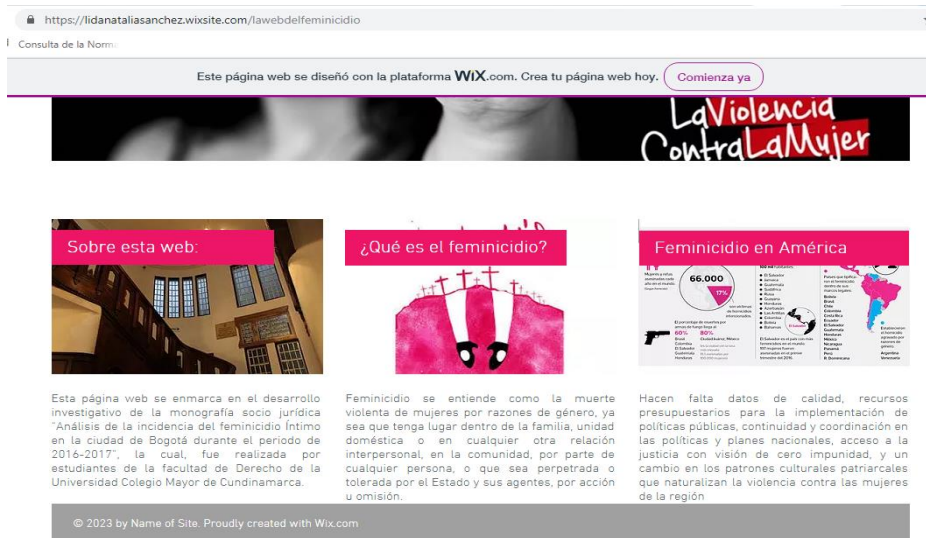 https://lidanataliasanchez.wixsite.com/lawebdelfeminicidio
Consulta de la Norm
Este página web se diseñó con la plataforma WiX.com. Crea tu página web hoy. Comienza ya
LaViolencia
ContraLaMujer
Sobre esta web:
Esta página web se enmarca en el desarrollo
investigativo de la monografía socio jurídica
"Análisis de la incidencia del feminicidio Íntimo
en la ciudad de Bogotá durante el periodo de
2016-2017", la cual, fue realizada por
estudiantes de la facultad de Derecho de la
Universidad Colegio Mayor de Cundinamarca.
¿Qué es el feminicidio?
Feminicidio se entiende como la muerte
violenta de mujeres por razones de género, ya
sea que tenga lugar dentro de la familia, unidad
doméstica o en cualquier otra relación
interpersonal, en la comunidad, por parte de
cualquier persona, o que sea perpetrada o
tolerada por el Estado y sus agentes, por acción
u omisión.
Feminicidio en América
66.000
17%
60%
80%
Hacen falta datos de calidad, recursos
presupuestarios para la implementación de
políticas públicas, continuidad y coordinación en
las políticas y planes nacionales, acceso a la
justicia con visión de cero impunidad, y un
cambio en los patrones culturales patriarcales
que naturalizan la violencia contra las mujeres
de la región
© 2023 by Name of Site. Proudly created with Wix.com